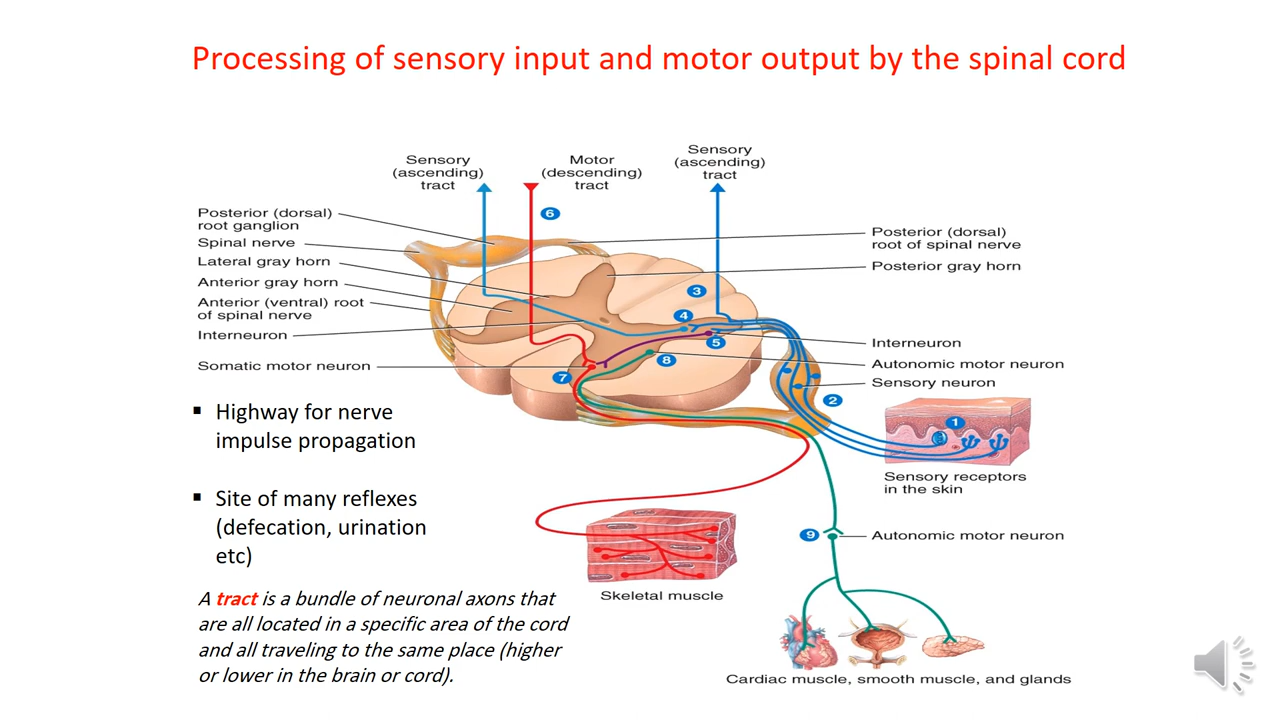 Processing of sensory input and motor output by the spinal cord
Sensory
(ascending)
tract
Motor
(descending)
tract
Sensory
(ascending)
tract
6
Posterior (dorsal)
root ganglion
Spinal nerve
Lateral gray horn
Anterior gray horn
Anterior (ventral) root
of spinal nerve
Interneuron
Somatic motor neuron
Posterior (dorsal)
root of spinal nerve
Posterior gray horn
3
4
5
8
7
Interneuron
Autonomic motor neuron
Sensory neuron
2
1
Sensory receptors
in the skin
▪ Highway for nerve
impulse propagation
▪ Site of many reflexes
(defecation, urination
etc)
A tract is a bundle of neuronal axons that
are all located in a specific area of the cord
and all traveling to the same place (higher
or lower in the brain or cord).
Skeletal muscle
9
Autonomic motor neuron
Cardiac muscle, smooth muscle, and glands